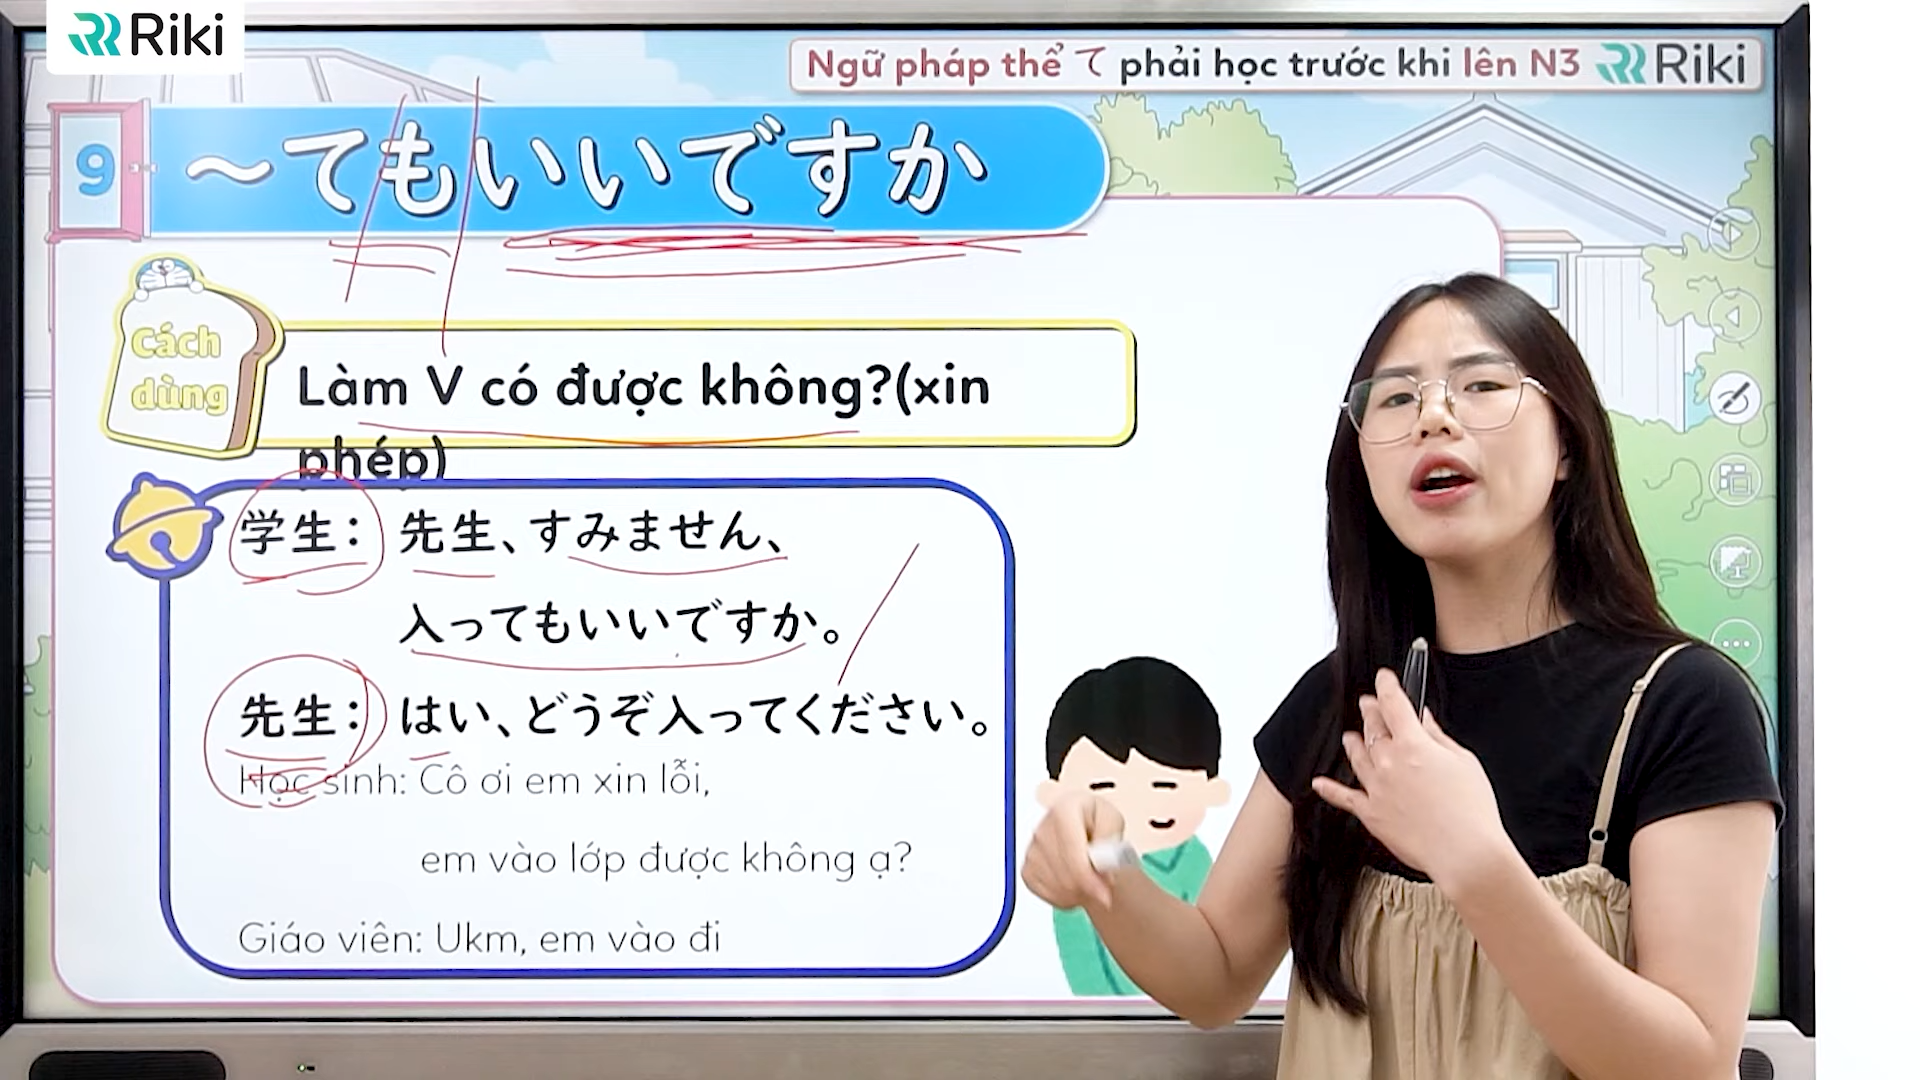 Riki
Ngữ pháp thể て phải học trước khi lên N3 Riki
9 ～てもいいですか
Cách
dùng
Làm V có được không?(xin
phép)
学生： 先生、すみません、
入ってもいいですか。
先生： はい、どうぞ入ってください。
Học sinh: Cô ơi em xin lỗi,
em vào lớp được không ạ?
Giáo viên: Ukm, em vào đi